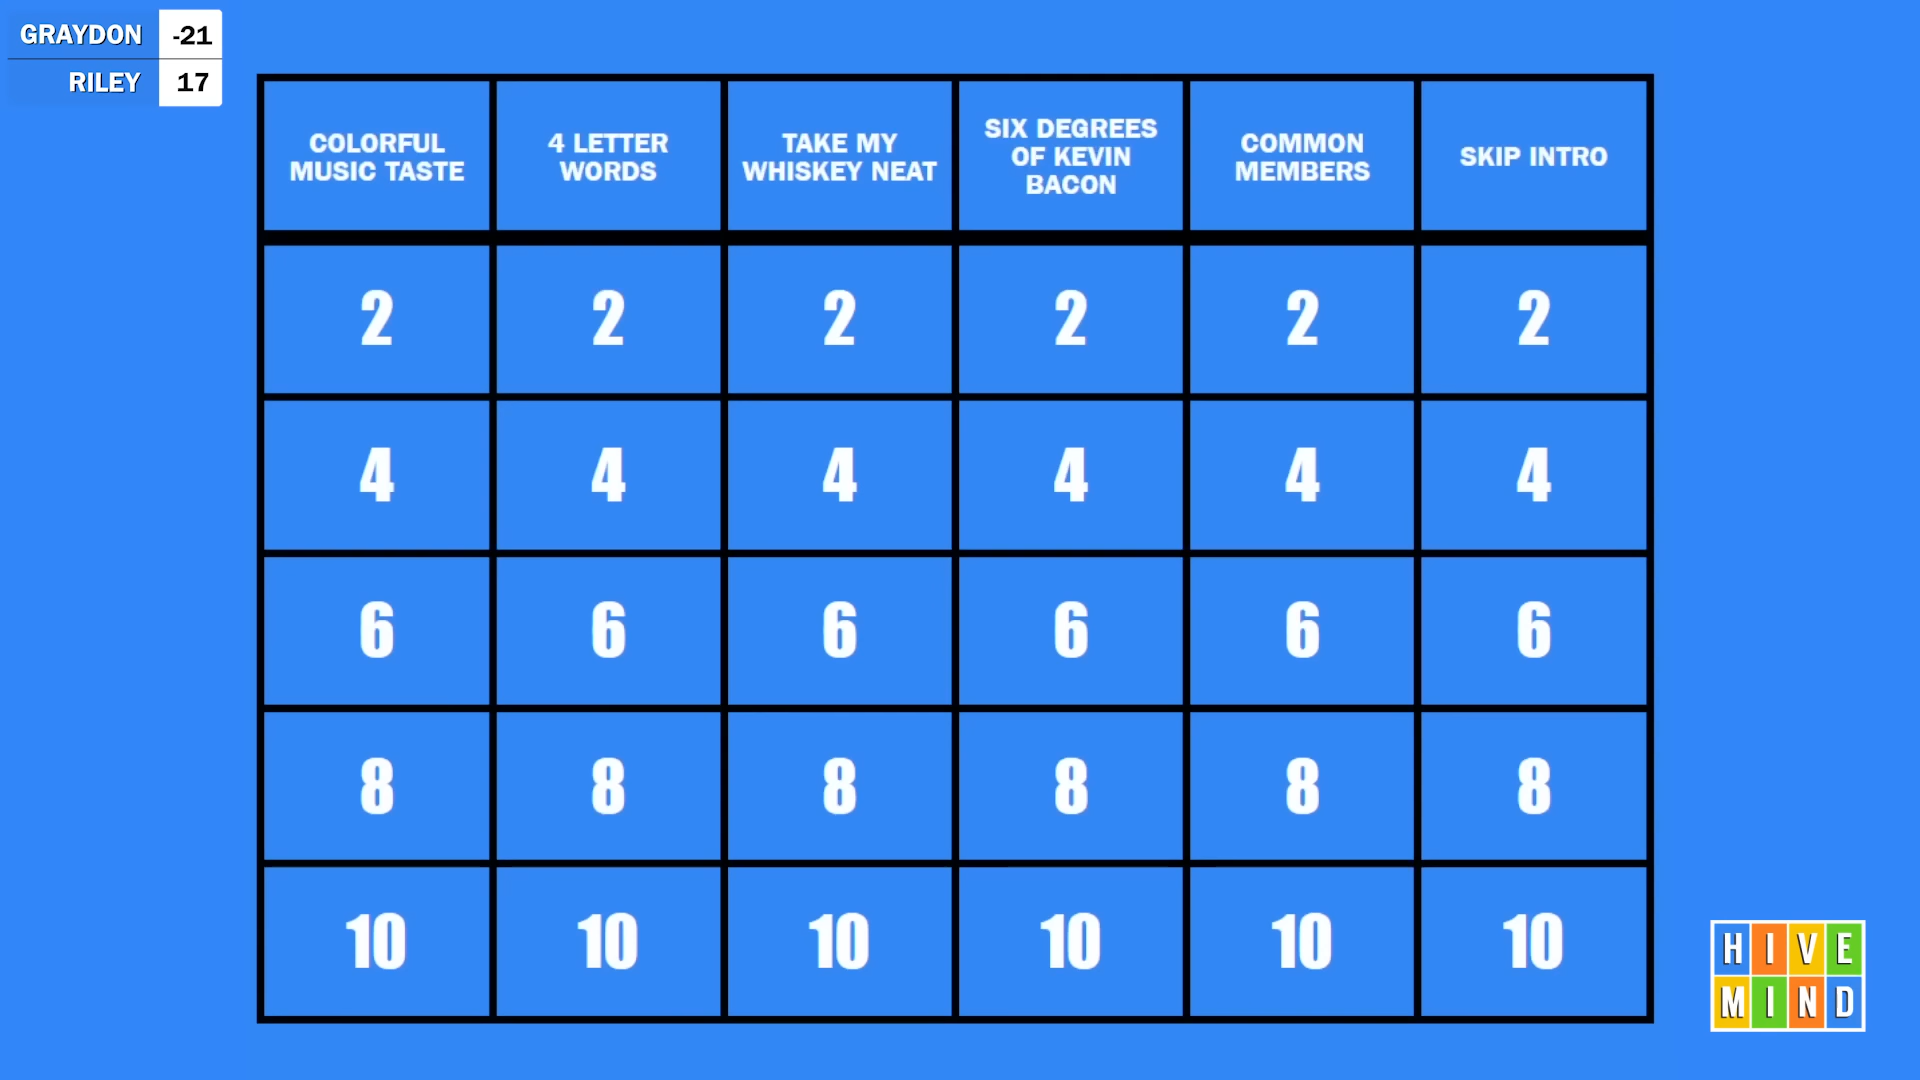 GRAYDON -21
RILEY 17
COLORFUL
MUSIC TASTE
4 LETTER
WORDS
TAKE MY
WHISKEY NEAT
SIX DEGREES
OF KEVIN
BACON
COMMON
MEMBERS
SKIP INTRO
2 2 2 2 2 2
4 4 4 4 4 4
6 6 6 6 6 6
8 8 8 8 8 8
10 10 10 10 10 10
HIVE
MIND